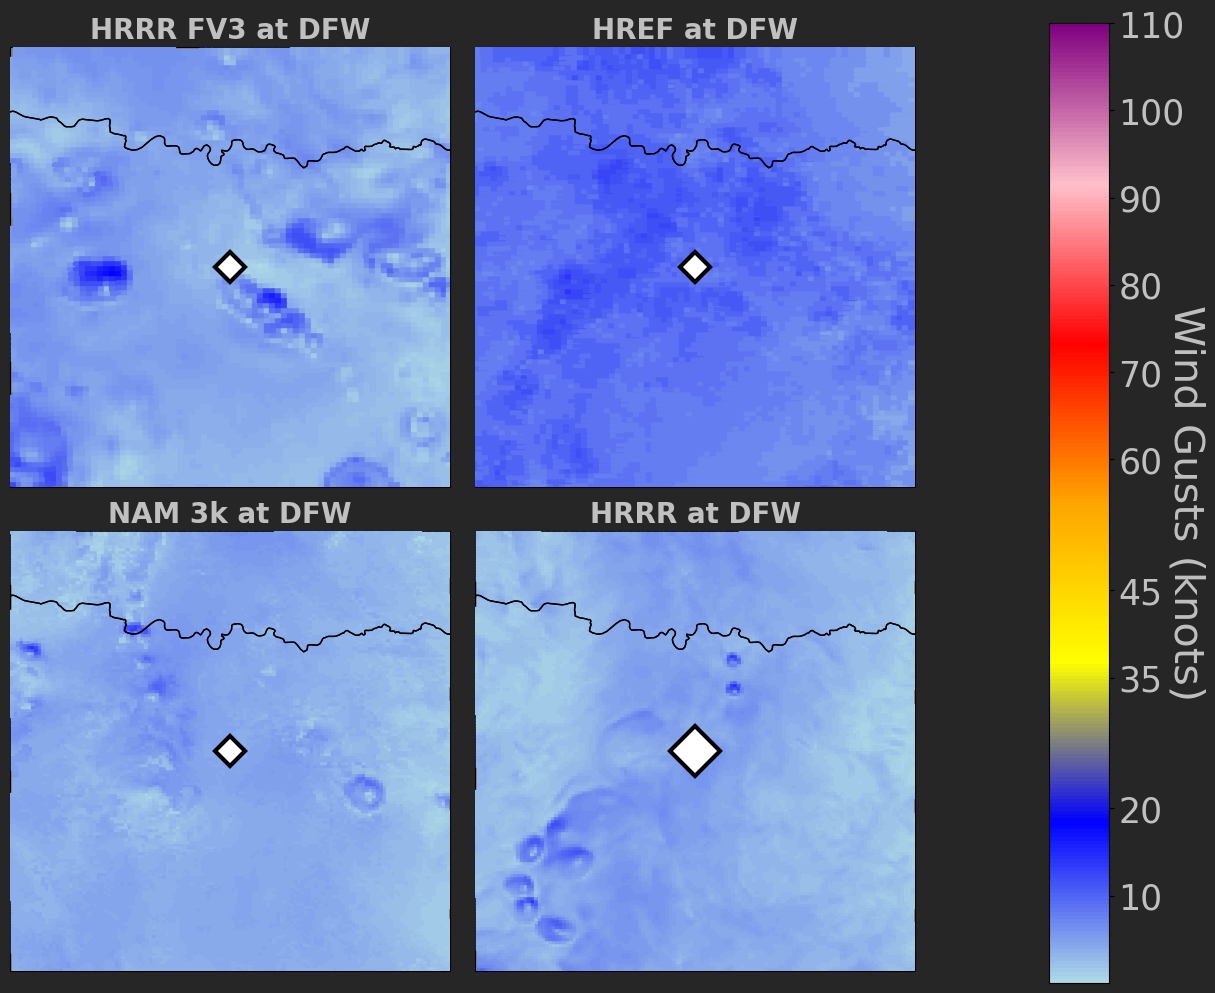 HRRR FV3 at DFW
HREF at DFW
NAM 3k at DFW
HRRR at DFW
110
100
90
80
70
60
45
35
20
10
Wind Gusts (knots)